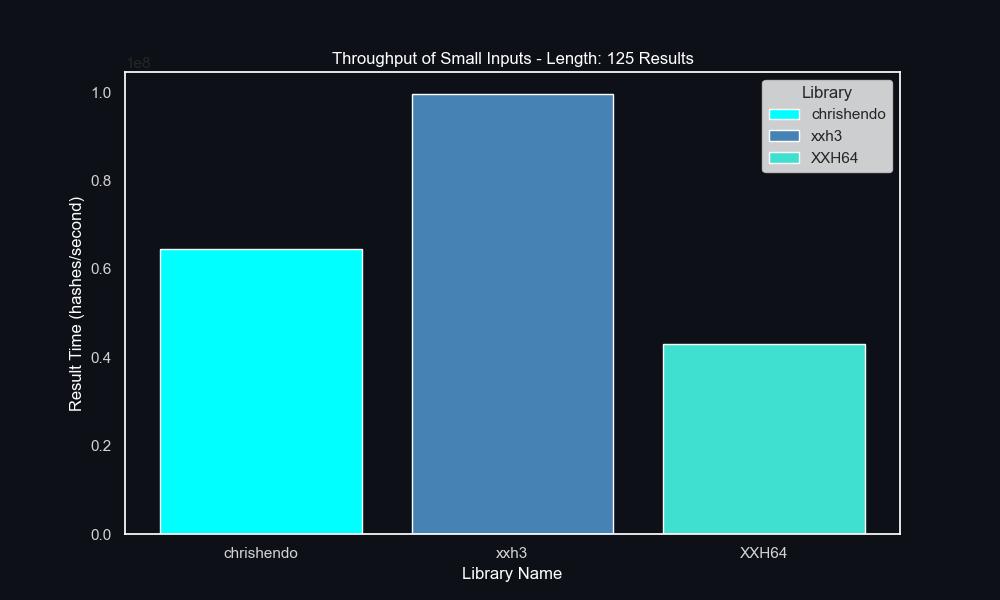 Throughput of Small Inputs - Length: 125 Results
1e8
Library
chrishendo
xxh3
XXH64
1.0
0.8
0.6
0.4
0.2
0.0
Result Time (hashes/second)
chrishendo
xxh3
XXH64
Library Name